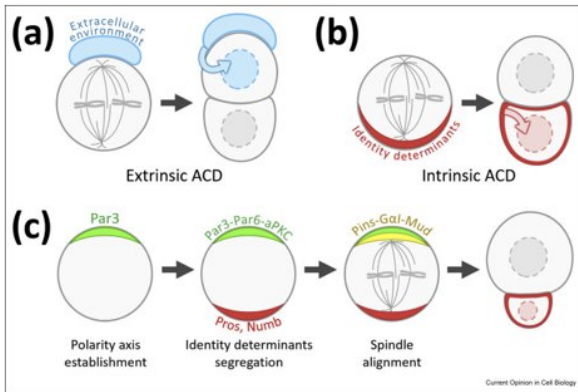 (a)
Extracellular
environment
Extrinsic ACD
(b)
Identity determinants
Intrinsic ACD
(c)
Par3
Par3-Par6-aPKC
Pins-Gαl-Mud
Pros, Numb
Polarity axis
establishment
Identity determinants
segregation
Spindle
alignment
Current Opinion in Cell Biology